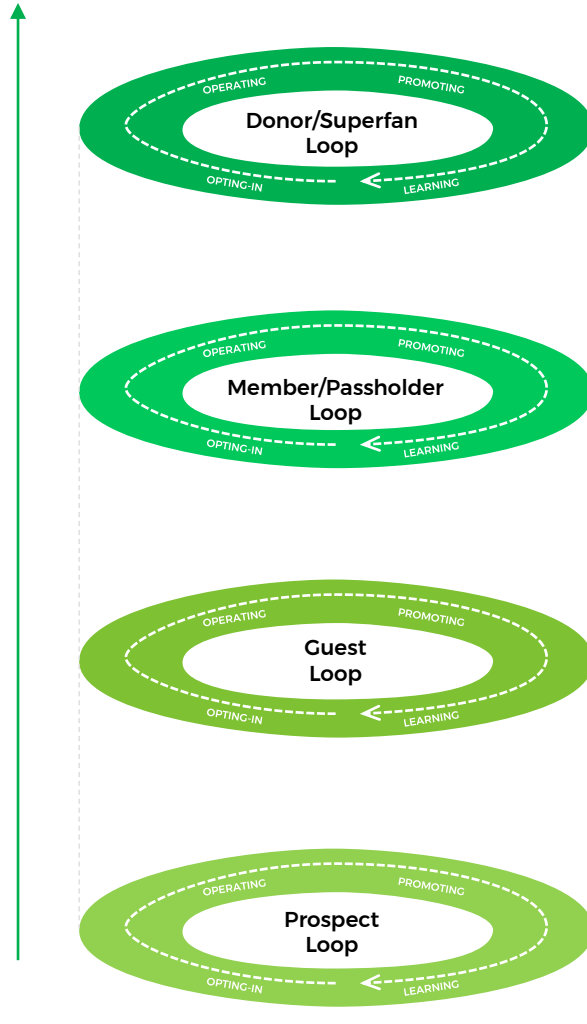 OPERATING
PROMOTING
Donor/Superfan
Loop
OPTING-IN
LEARNING
OPERATING
PROMOTING
Member/Passholder
Loop
OPTING-IN
LEARNING
OPERATING
PROMOTING
Guest
Loop
OPTING-IN
LEARNING
OPERATING
PROMOTING
Prospect
Loop
OPTING-IN
LEARNING